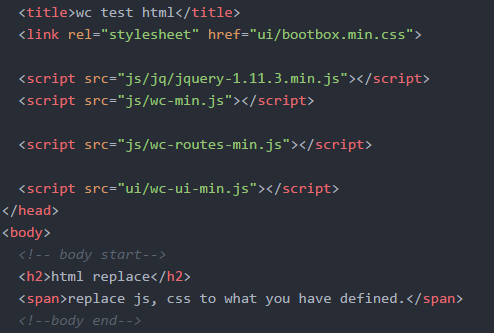 <title>wc test html</title>
<link rel="stylesheet" href="ui/bootbox.min.css">
<script src="js/jq/jquery-1.11.3.min.js"></script>
<script src="js/wc-min.js"></script>
<script src="js/wc-routes-min.js"></script>
<script src="ui/wc-ui-min.js"></script>
</head>
<body>
<!-- body start-->
<h2>html replace</h2>
<span>replace js, css to what you have defined.</span>
<!--body end-->